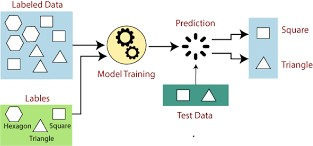 Labeled Data
Prediction
Square
Triangle
Model Training
Lables
Hexagon
Square
Triangle
Test Data